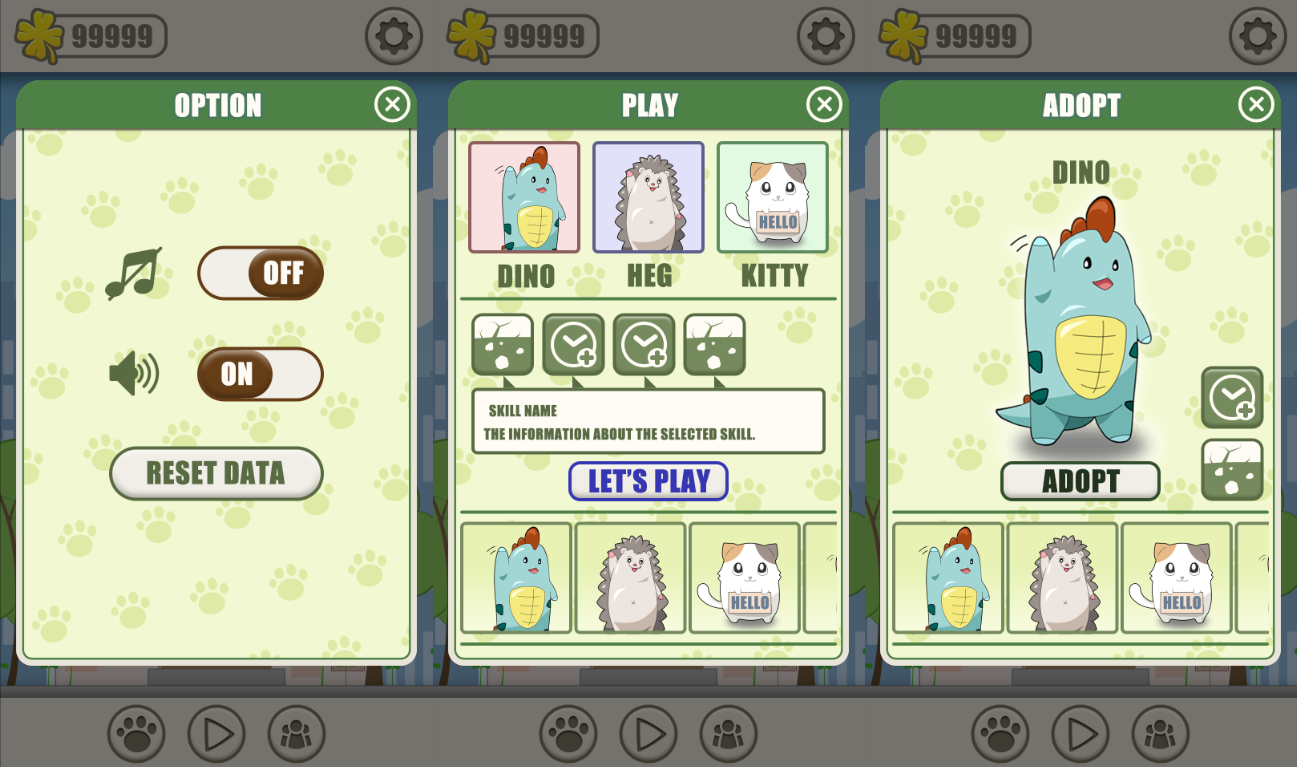 99999
OPTION
OFF
ON
RESET DATA
99999
PLAY
HELLO
DINO HEG KITTY
SKILL NAME
THE INFORMATION ABOUT THE SELECTED SKILL.
LET'S PLAY
HELLO
99999
ADOPT
DINO
ADOPT
HELLO